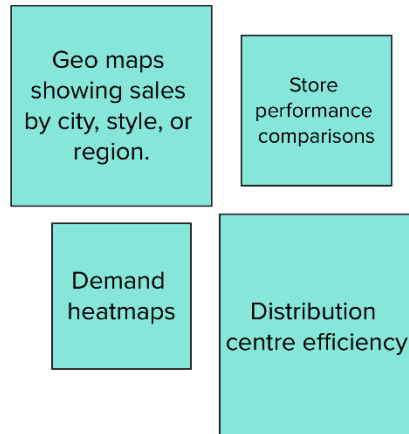 Geo maps
showing sales
by city, style, or
region.
Store
performance
comparisons
Demand
heatmaps
Distribution
centre efficiency